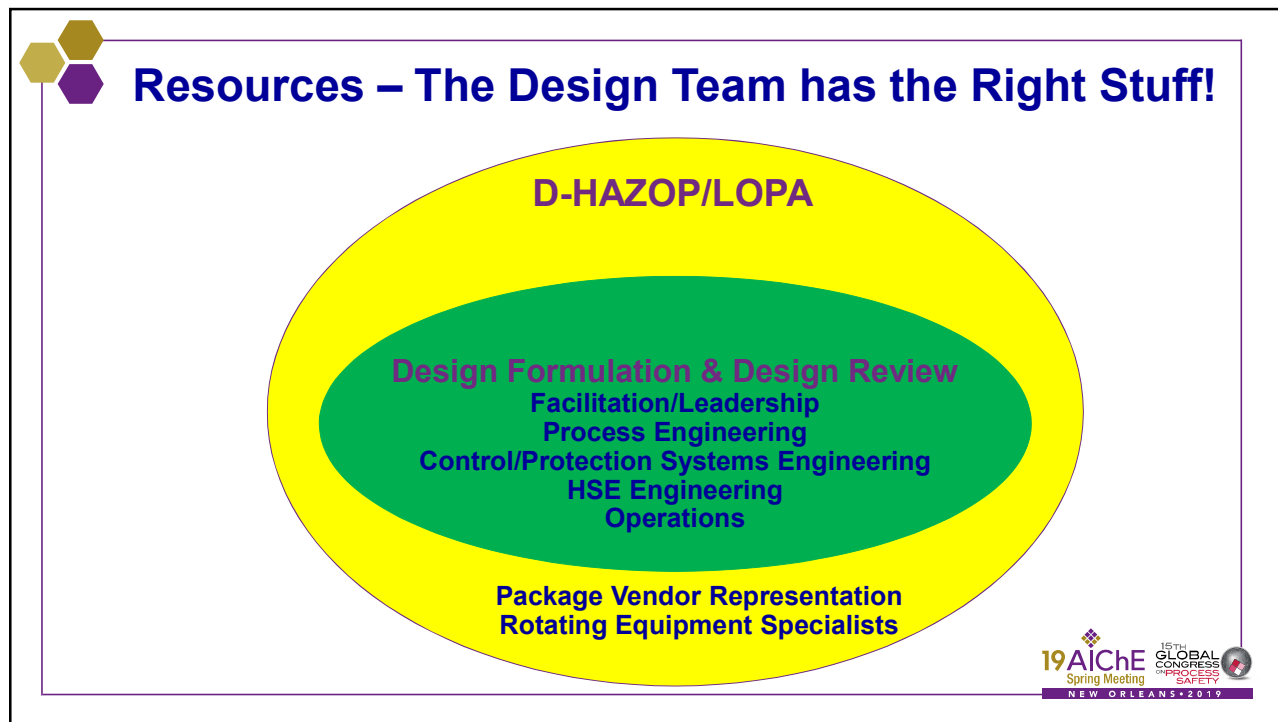 Resources – The Design Team has the Right Stuff!
D-HAZOP/LOPA
Design Formulation & Design Review
Facilitation/Leadership
Process Engineering
Control/Protection Systems Engineering
HSE Engineering
Operations
Package Vendor Representation
Rotating Equipment Specialists
19 AIChE
Spring Meeting
15TH
GLOBAL
CONGRESS
ON PROCESS
SAFETY
NEW ORLEANS • 2019